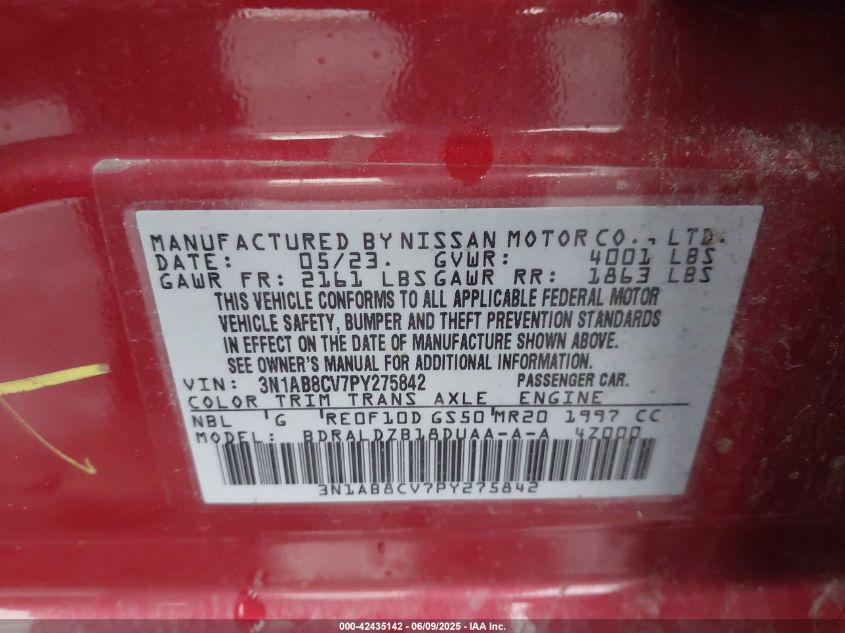 MANUFACTURED BY NISSAN MOTOR CO., LTD.
DATE: 05/23. GVWR: 4001 LBS
GAWR FR: 2161 LBS GAWR RR: 1863 LBS
THIS VEHICLE CONFORMS TO ALL APPLICABLE FEDERAL MOTOR
VEHICLE SAFETY, BUMPER AND THEFT PREVENTION STANDARDS
IN EFFECT ON THE DATE OF MANUFACTURE SHOWN ABOVE.
SEE OWNER'S MANUAL FOR ADDITIONAL INFORMATION.
VIN: 3N1AB8CV7PY275842 PASSENGER CAR.
COLOR TRIM TRANS AXLE ENGINE
NBL 'G 'RE0F10D GS50'MR20 1997 CC
MODEL: BDRALDZB18DUAA-A-A 4Z000
3N1AB8CV7PY275842
000-42435142 - 06/09/2025 - IAA Inc.